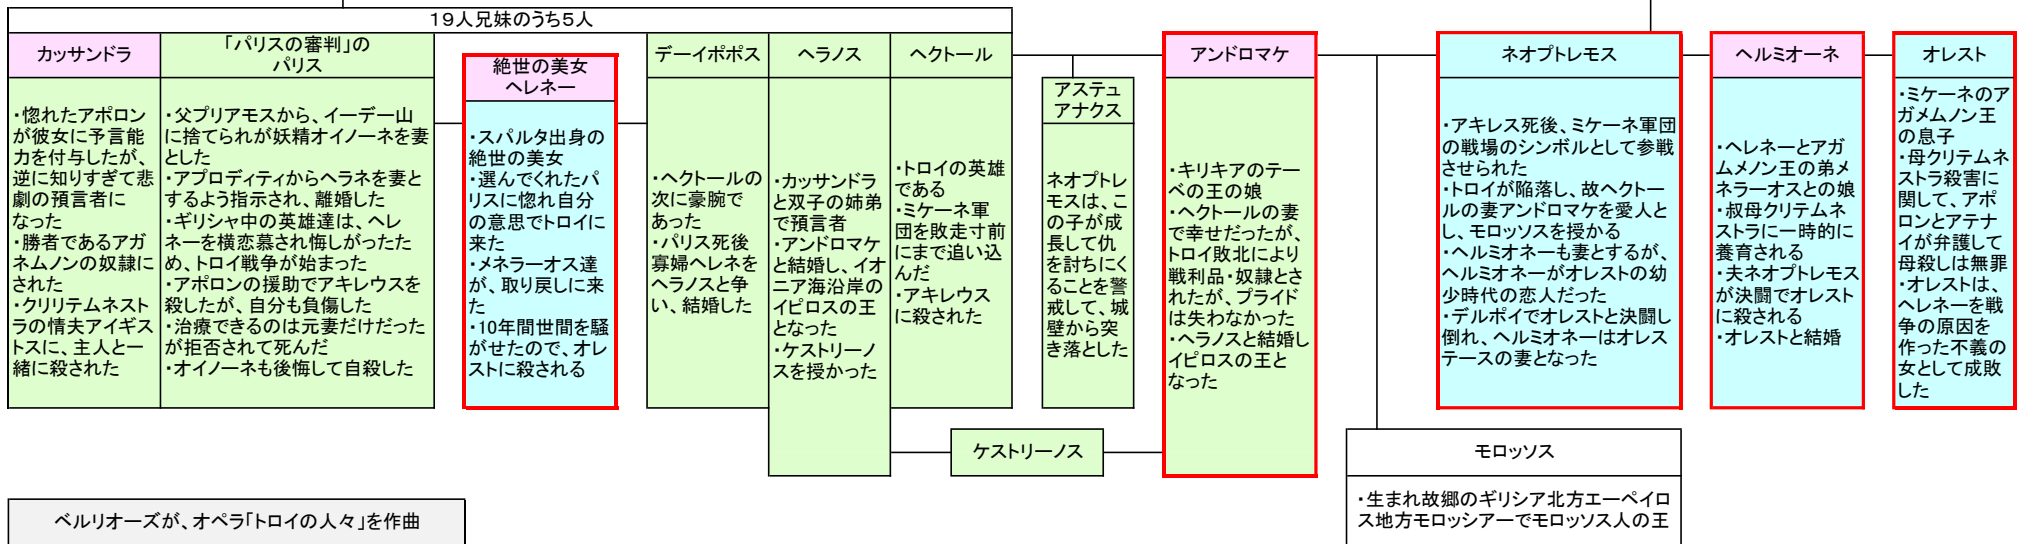 19人兄妹のうち5人
カッサンドラ
・惚れたアポロン
が彼女に予言能
力を付与したが、
逆に知りすぎて悲
劇の預言者に
なった
・勝者であるアガ
ネムノンの奴隷に
された
・クリリテムネスト
ラの情夫アイギス
トスに、主人と一
緒に殺された
「パリスの審判」の
パリス
・父プリアモスから、イーデー山
に捨てられが妖精オイノーネを妻
とした
・アプロディティからヘラネを妻と
するよう指示され、離婚した
・ギリシャ中の英雄達は、ヘレ
ネーを横恋慕され悔しがったた
め、トロイ戦争が始まった
・アポロンの援助でアキレウスを
殺したが、自分も負傷した
・治療できるのは元妻だけだった
が拒否されて死んだ
・オイノーネも後悔して自殺した
絶世の美女
ヘレネー
・スパルタ出身の
絶世の美女
・選んでくれたパ
リスに惚れ自分
の意思でトロイに
来た
・メネラーオス達
が、取り戻しに来
た
・10年間世間を騒
がせたので、オレ
ストに殺される
デーイポポス
・ヘクトールの
次に豪腕で
あった
・パリス死後
寡婦ヘレネを
ヘラノスと争
い、結婚した
ヘラノス
・カッサンドラ
と双子の姉弟
で預言者
・アンドロマケ
と結婚し、イオ
ニア海沿岸の
イピロスの王
となった
・ケストリーノ
スを授かった
ヘクトール
・トロイの英雄
である
・ミケーネ軍
団を敗走寸前
にまで追い込
んだ
・アキレウス
に殺された
アステュ
アナクス
ネオプトレ
モスは、こ
の子が成
長して仇
を討ちにく
ることを警
戒して、城
壁から突
き落とした
アンドロマケ
・キリキアのテー
ベの王の娘
・ヘクトールの妻
で幸せだったが、
トロイ敗北により
戦利品・奴隷とさ
れたが、プライド
は失わなかった
・ヘラノスと結婚し
イピロスの王と
なった
ネオプトレモス
・アキレス死後、ミケーネ軍団
の戦場のシンボルとして参戦
させられた
・トロイが陥落し、故ヘクトー
ルの妻アンドロマケを愛人と
し、モロッソスを授かる
・ヘルミオネーも妻とするが、
ヘルミオネーがオレストの幼
少時代の恋人だった
・デルポイでオレストと決闘し
倒れ、ヘルミオネーはオレス
テースの妻となった
ヘルミオーネ
・ヘレネーとアガ
ムメノン王の弟メ
ネラーオスとの娘
・叔母クリテムネ
ストラに一時的に
養育される
・夫ネオプトレモス
が決闘でオレスト
に殺される
・オレストと結婚
オレスト
・ミケーネのア
ガメムノン王
の息子
・母クリテムネ
ストラ殺害に
関して、アポ
ロンとアテナ
イが弁護して
母殺しは無罪
・オレストは、
ヘレネーを戦
争の原因を
作った不義の
女として成敗
した
ケストリーノス
モロッソス
・生まれ故郷のギリシア北方エーペイロ
ス地方モロッシアーでモロッソス人の王
ベルリオーズが、オペラ「トロイの人々」を作曲